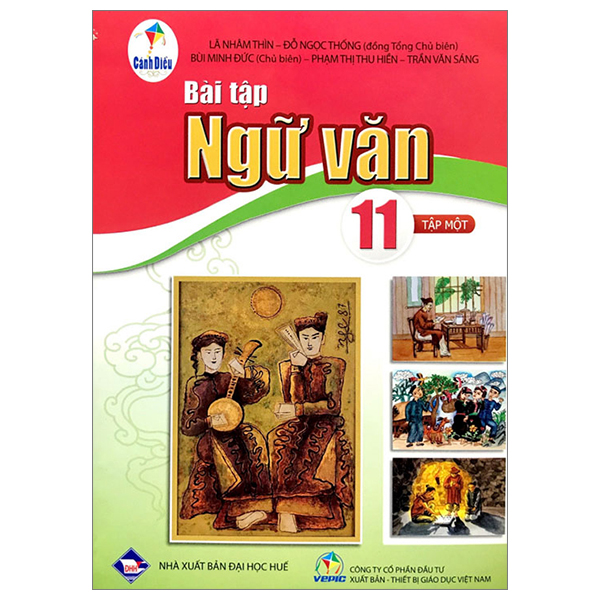 Cánh Diều
LÃ NHÂM THÌN – ĐỖ NGỌC THỐNG (đồng Tổng Chủ biên)
BÙI MINH ĐỨC (Chủ biên) – PHẠM THỊ THU HIỀN – TRẦN VĂN SÁNG
Bài tập
Ngữ văn
11
TẬP MỘT
DHH
NHÀ XUẤT BẢN ĐẠI HỌC HUẾ
VEPIC
CÔNG TY CỔ PHẦN ĐẦU TƯ
XUẤT BẢN - THIẾT BỊ GIÁO DỤC VIỆT NAM